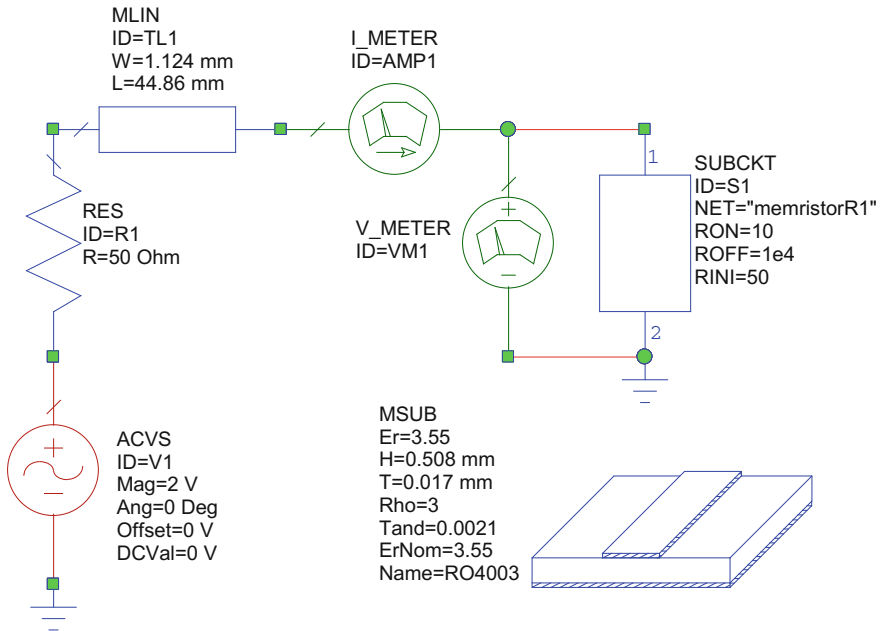 MLIN
ID=TL1
W=1.124 mm
L=44.86 mm
I_METER
ID=AMP1
RES
ID=R1
R=50 Ohm
V_METER
ID=VM1
+
−
1
SUBCKT
ID=S1
NET="memristorR1"
RON=10
ROFF=1e4
RINI=50
2
+
−
ACVS
ID=V1
Mag=2 V
Ang=0 Deg
Offset=0 V
DCVal=0 V
MSUB
Er=3.55
H=0.508 mm
T=0.017 mm
Rho=3
Tand=0.0021
ErNom=3.55
Name=RO4003